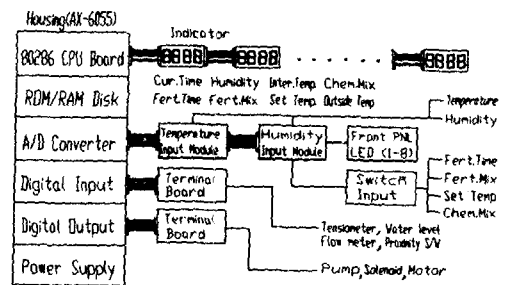 Housing(AX-6055)
Indicator
80286 CPU Board
8888 8888 . . . . . . 8888
Cur.Time Humidity Inter.Temp Chem.Mix
Fert.Time Fert.Mix Set Temp. Outside Temp
ROM/RAM Disk
Temperature
Humidity
A/D Converter
Temperature
Input Module
Humidity
Input Module
Front PNL
LED (1-8)
Switch
Input
Fert.Time
Fert.Mix
Set Temp
Chem.Mix
Digital Input
Terminal
Board
Tensiometer, Water level
Flow meter, Proximity S/W
Digital Output
Terminal
Board
Pump, Solenoid, Motor
Power Supply